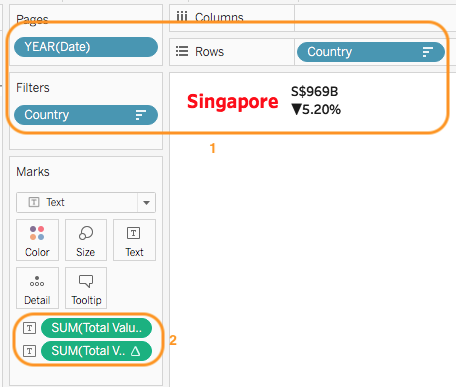 Pages
YEAR(Date)
Columns
Rows
Country
Filters
Country
Singapore
S$969B
▼5.20%
1
Marks
Text
Color
Size
Text
Detail
Tooltip
SUM(Total Valu..
SUM(Total V.. △
2